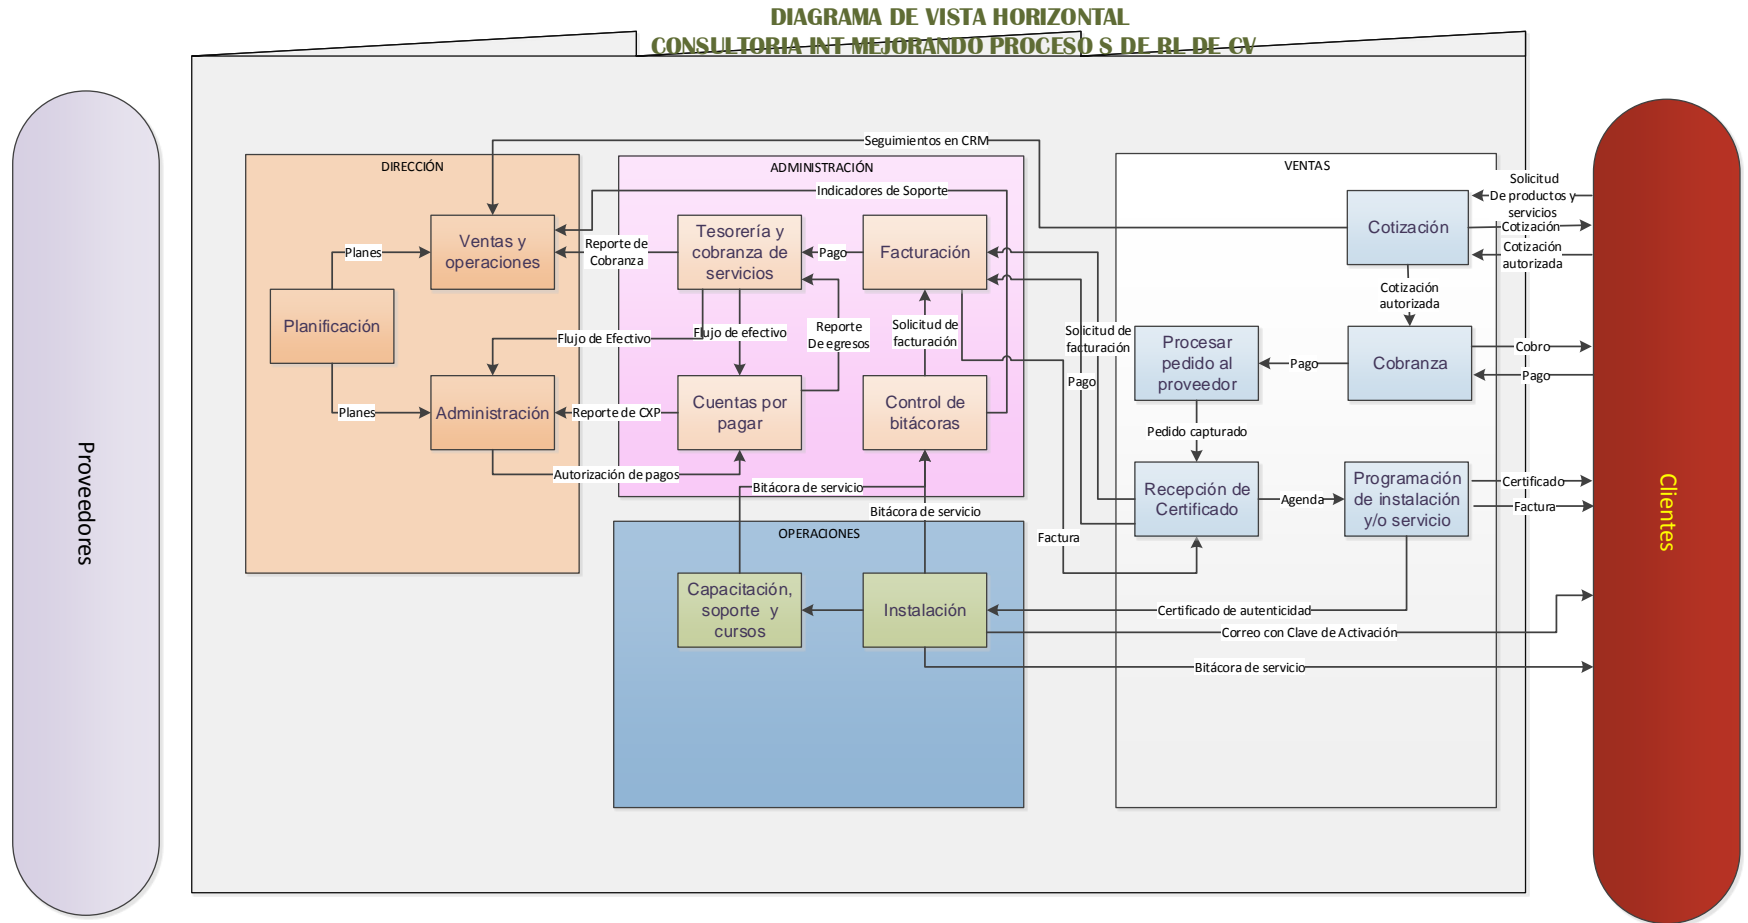 DIAGRAMA DE VISTA HORIZONTAL
CONSULTORIA INT MEJORANDO PROCESO S DE RL DE CV
Proveedores
DIRECCIÓN
Ventas y
operaciones
Planes
Planificación
Planes
Administración
Seguimientos en CRM
ADMINISTRACIÓN
Indicadores de Soporte
Reporte de
Cobranza
Tesorería y
cobranza de
servicios
Pago
Facturación
Flujo de Efectivo
Flujo de efectivo
Reporte
De egresos
Solicitud de
facturación
Reporte de CXP
Cuentas por
pagar
Control de
bitácoras
Autorización de pagos
Bitácora de servicio
Bitácora de servicio
OPERACIONES
Capacitación,
soporte y
cursos
Instalación
VENTAS
Cotización
Solicitud
De productos y
servicios
Cotización
Cotización
autorizada
Cotización
autorizada
Solicitud de
facturación
Pago
Procesar
pedido al
proveedor
Pago
Cobranza
Cobro
Pago
Pedido capturado
Recepción de
Certificado
Agenda
Programación
de instalación
y/o servicio
Certificado
Factura
Factura
Certificado de autenticidad
Correo con Clave de Activación
Bitácora de servicio
Clientes